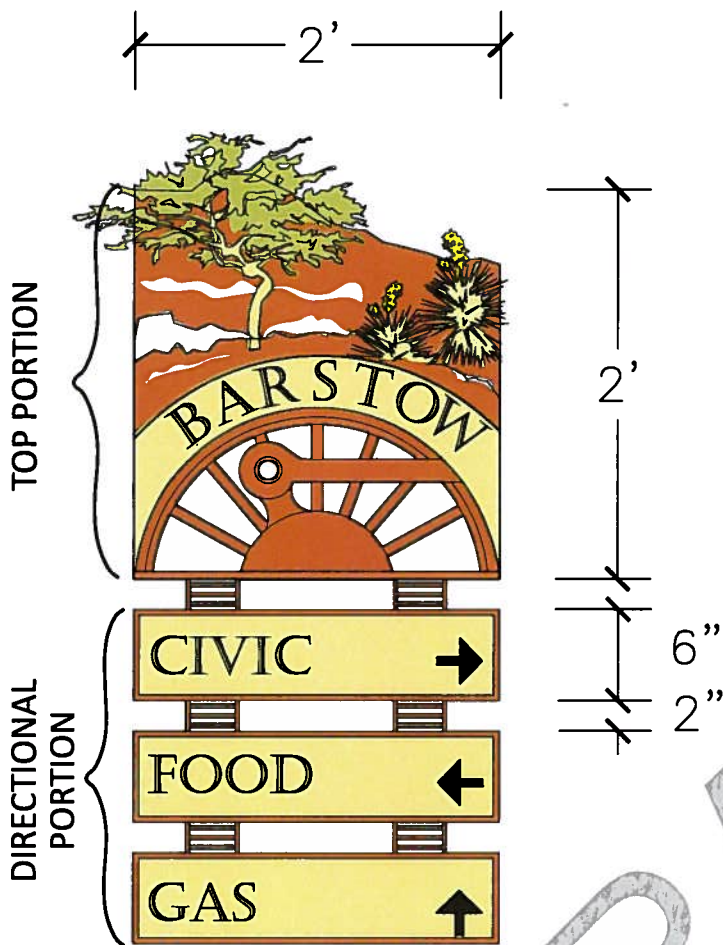 2’
TOP PORTION
BARSTOW
2’
DIRECTIONAL
PORTION
CIVIC
6”
2”
FOOD
GAS